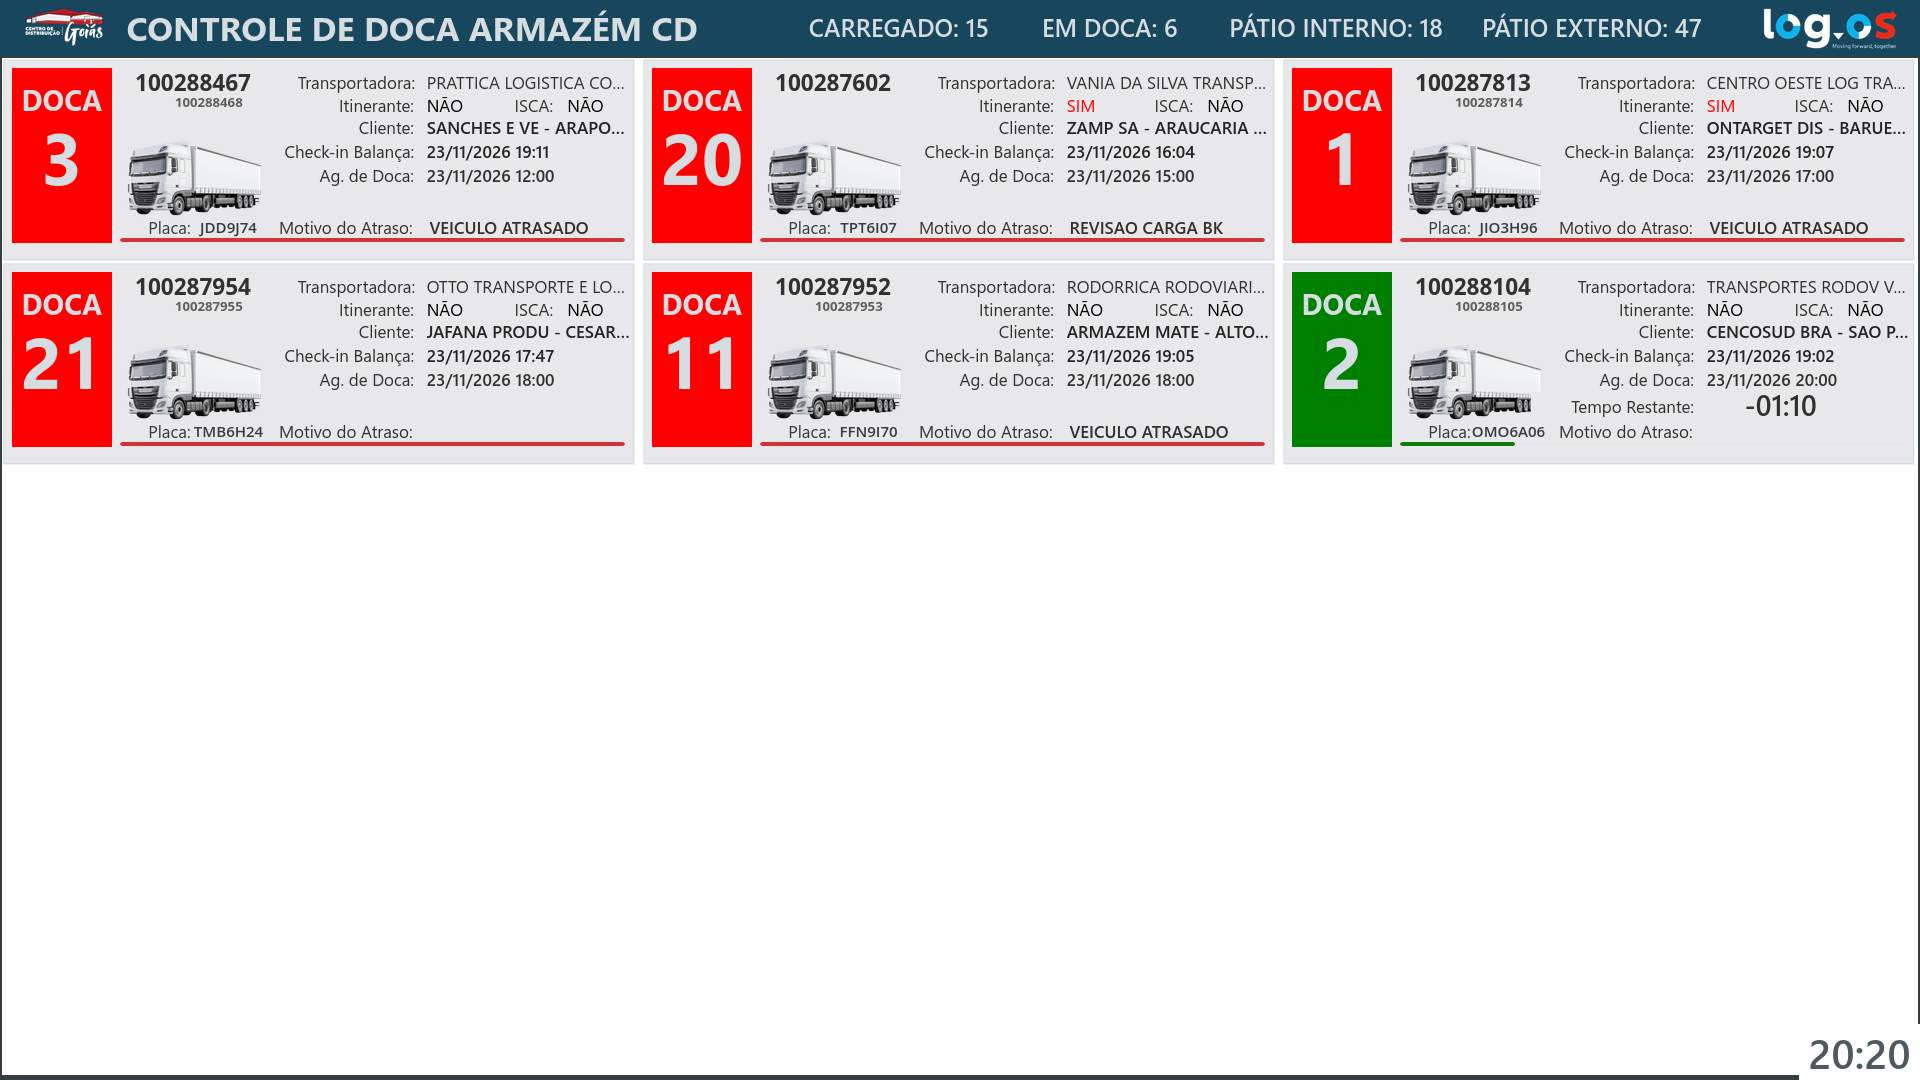 CENTRO DE DISTRIBUIÇÃO Goiás
CONTROLE DE DOCA ARMAZÉM CD
CARREGADO: 15
EM DOCA: 6
PÁTIO INTERNO: 18
PÁTIO EXTERNO: 47
log.os
Moving forward, together
DOCA
3
100288467
100288468
Transportadora: PRATTICA LOGISTICA CO...
Itinerante: NÃO ISCA: NÃO
Cliente: SANCHES E VE - ARAPO...
Check-in Balança: 23/11/2026 19:11
Ag. de Doca: 23/11/2026 12:00
Placa: JDD9J74 Motivo do Atraso: VEICULO ATRASADO
DOCA
20
100287602
Transportadora: VANIA DA SILVA TRANSP...
Itinerante: SIM ISCA: NÃO
Cliente: ZAMP SA - ARAUCARIA ...
Check-in Balança: 23/11/2026 16:04
Ag. de Doca: 23/11/2026 15:00
Placa: TPT6I07 Motivo do Atraso: REVISAO CARGA BK
DOCA
1
100287813
100287814
Transportadora: CENTRO OESTE LOG TRA...
Itinerante: SIM ISCA: NÃO
Cliente: ONTARGET DIS - BARUE...
Check-in Balança: 23/11/2026 19:07
Ag. de Doca: 23/11/2026 17:00
Placa: JIO3H96 Motivo do Atraso: VEICULO ATRASADO
DOCA
21
100287954
100287955
Transportadora: OTTO TRANSPORTE E LO...
Itinerante: NÃO ISCA: NÃO
Cliente: JAFANA PRODU - CESAR...
Check-in Balança: 23/11/2026 17:47
Ag. de Doca: 23/11/2026 18:00
Placa: TMB6H24 Motivo do Atraso:
DOCA
11
100287952
100287953
Transportadora: RODORRICA RODOVIARI...
Itinerante: NÃO ISCA: NÃO
Cliente: ARMAZEM MATE - ALTO...
Check-in Balança: 23/11/2026 19:05
Ag. de Doca: 23/11/2026 18:00
Placa: FFN9I70 Motivo do Atraso: VEICULO ATRASADO
DOCA
2
100288104
100288105
Transportadora: TRANSPORTES RODOV V...
Itinerante: NÃO ISCA: NÃO
Cliente: CENCOSUD BRA - SAO P...
Check-in Balança: 23/11/2026 19:02
Ag. de Doca: 23/11/2026 20:00
Tempo Restante: -01:10
Placa: OMO6A06 Motivo do Atraso:
20:20